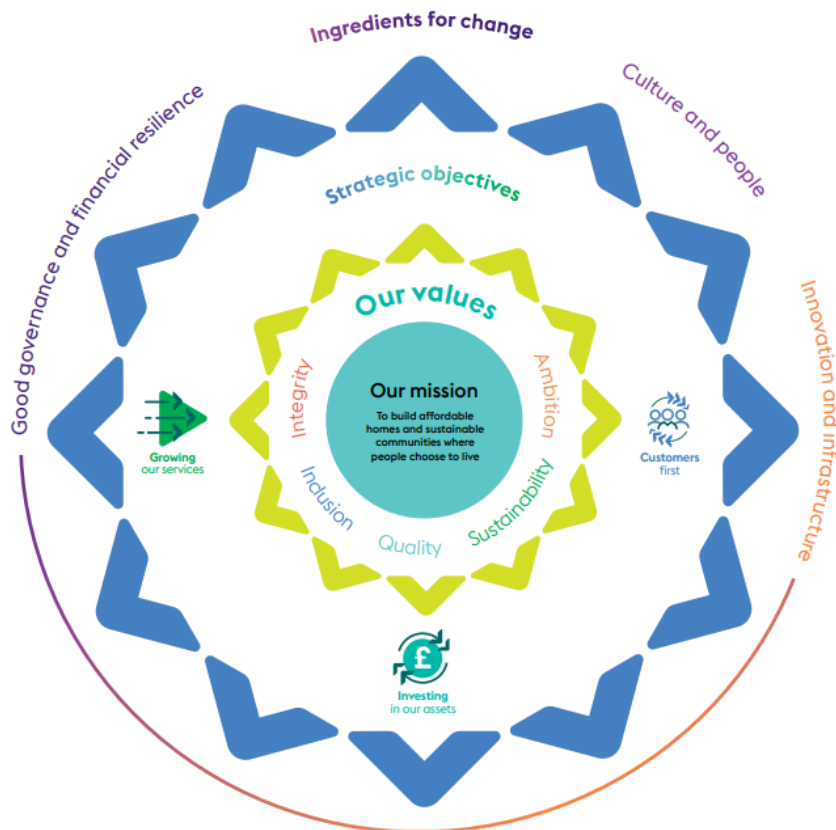 Ingredients for change
Culture and people
Innovation and infrastructure
Good governance and financial resilience
Strategic objectives
Customers
first
Investing
in our assets
£
Growing
our services
Our values
Ambition
Sustainability
Quality
Inclusion
Integrity
Our mission
To build affordable
homes and sustainable
communities where
people choose to live